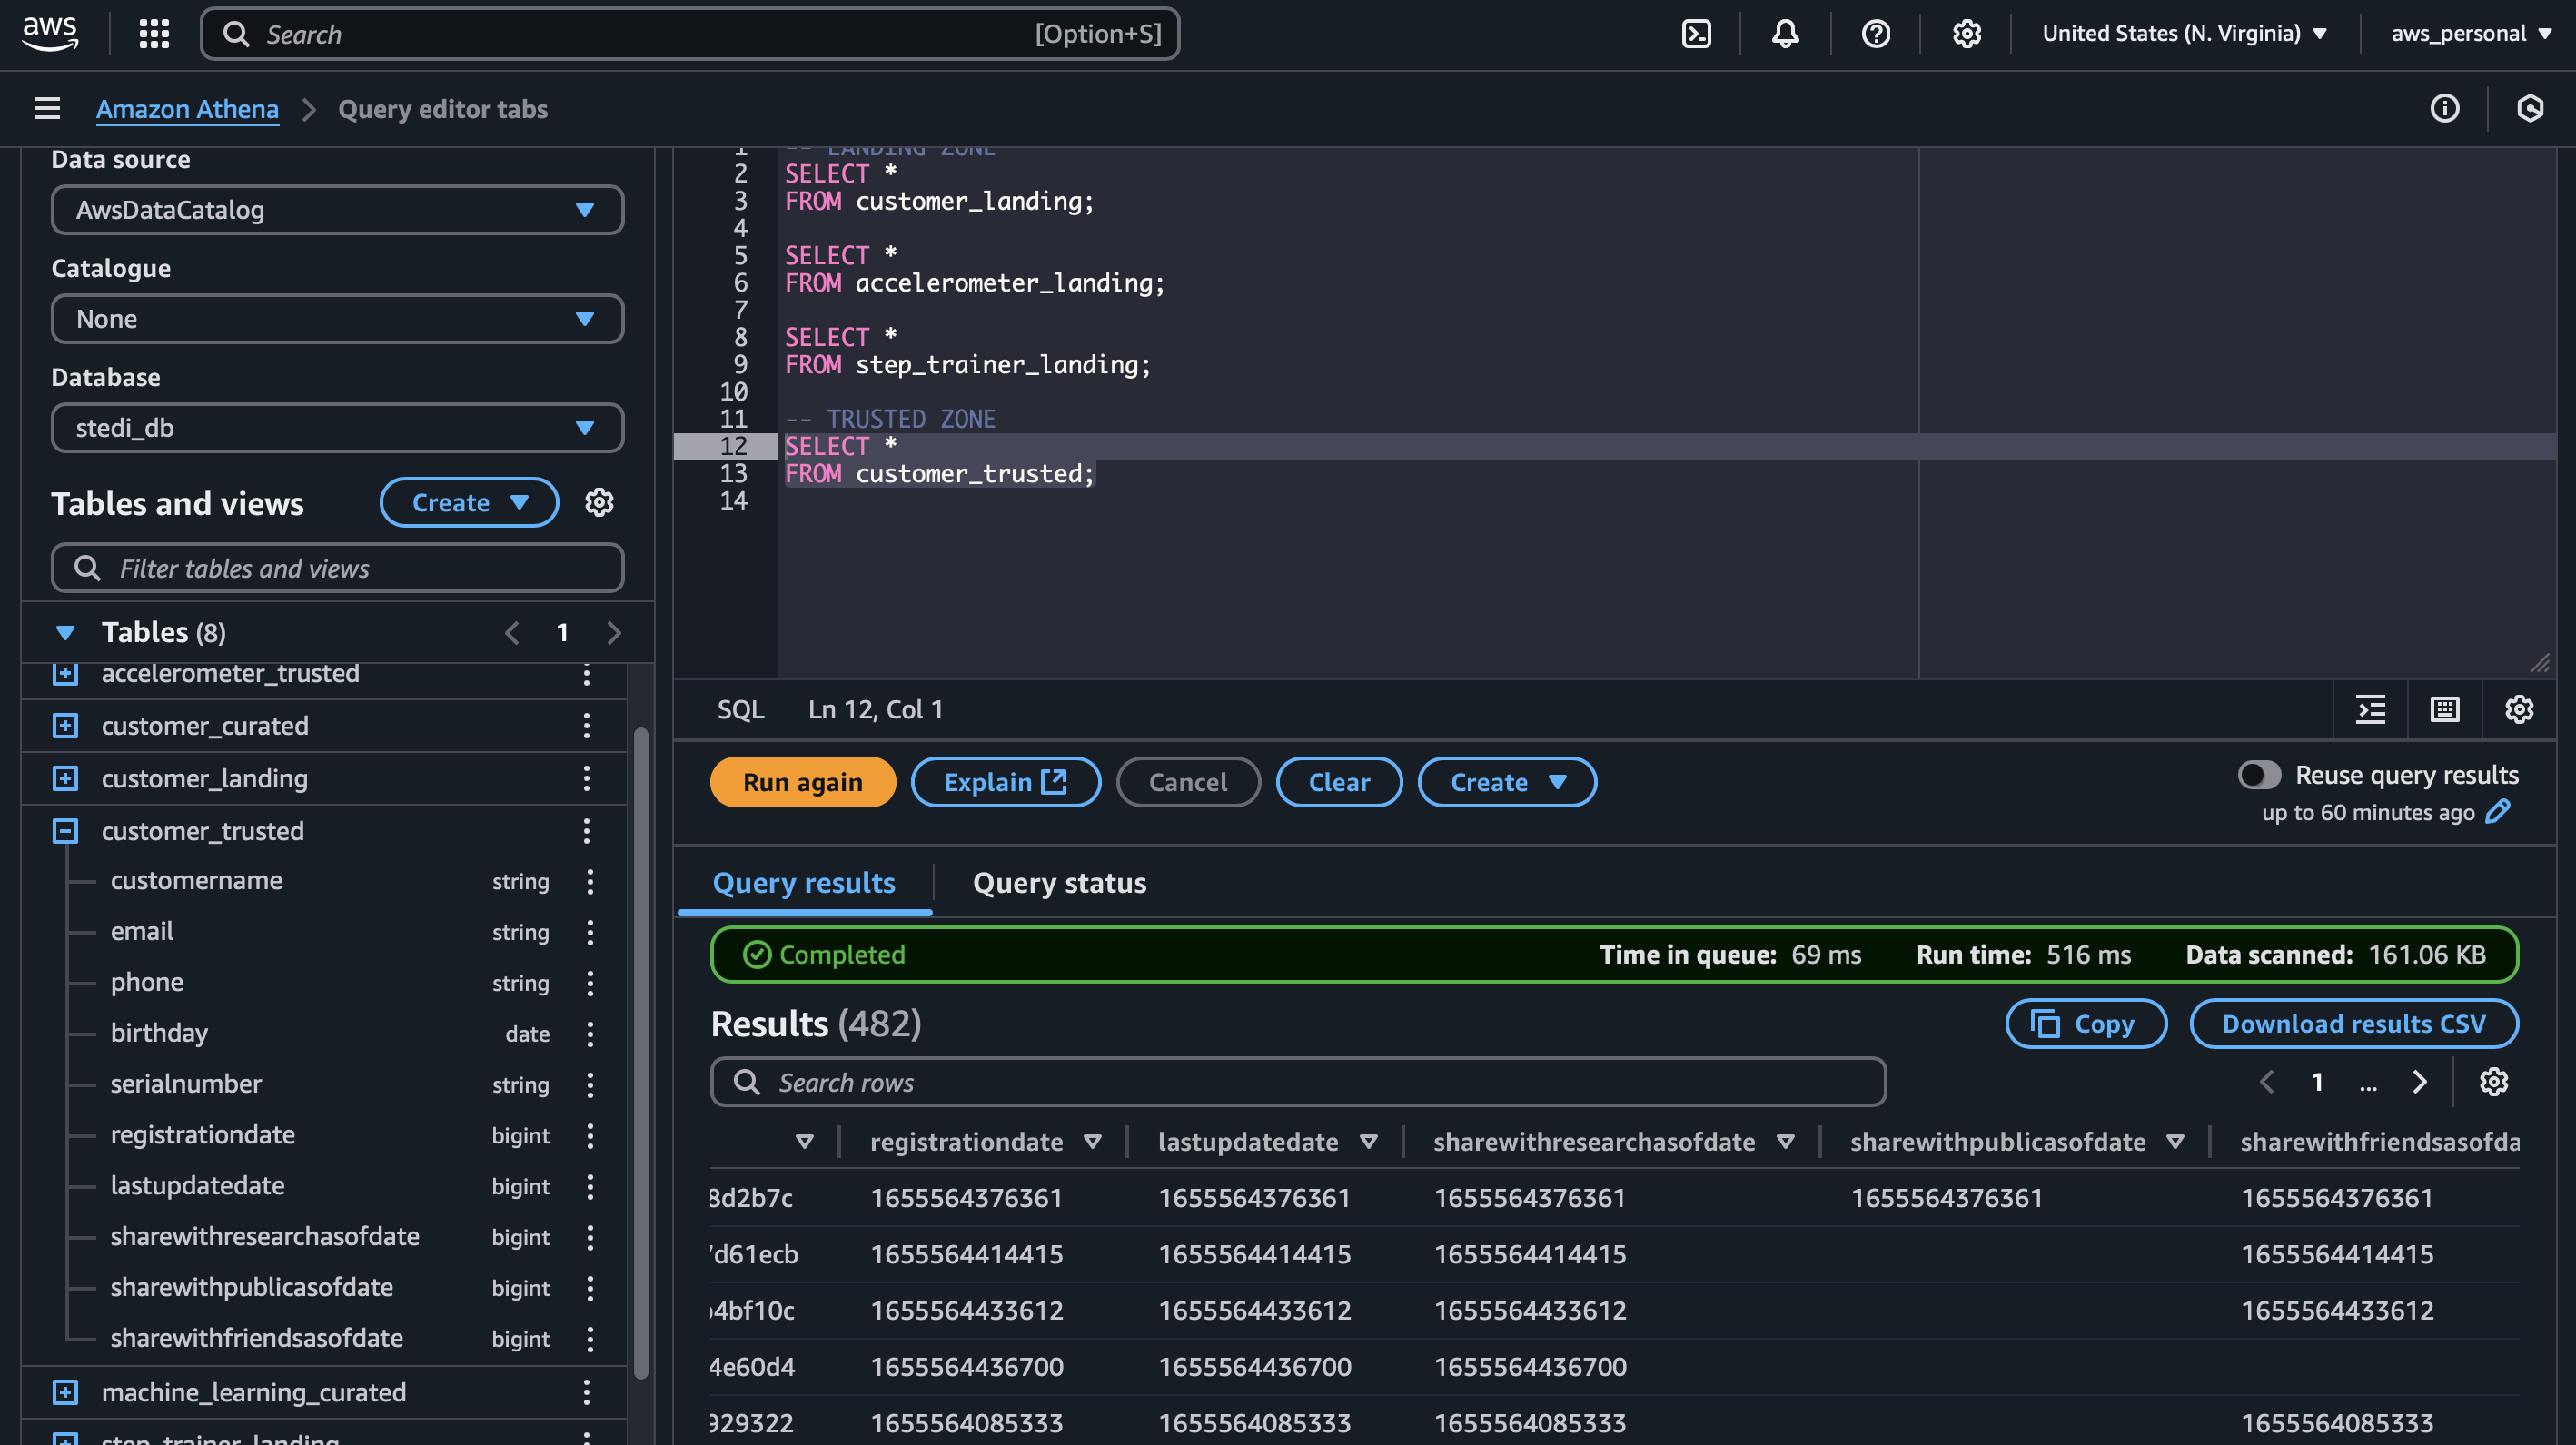 aws
Search
[Option+S]
United States (N. Virginia)
aws_personal
Amazon Athena
Query editor tabs
Data source
AwsDataCatalog
Catalogue
None
Database
stedi_db
Tables and views
Create
Filter tables and views
Tables (8)
1
accelerometer_trusted
customer_curated
customer_landing
customer_trusted
customername string
email string
phone string
birthday date
serialnumber string
registrationdate bigint
lastupdatedate bigint
sharewithresearchasofdate bigint
sharewithpublicasofdate bigint
sharewithfriendsasofdate bigint
machine_learning_curated
step_trainer_landing
1 -- LANDING ZONE
2 SELECT *
3 FROM customer_landing;
4
5 SELECT *
6 FROM accelerometer_landing;
7
8 SELECT *
9 FROM step_trainer_landing;
10
11 -- TRUSTED ZONE
12 SELECT *
13 FROM customer_trusted;
14
SQL Ln 12, Col 1
Run again
Explain
Cancel
Clear
Create
Reuse query results
up to 60 minutes ago
Query results
Query status
Completed
Time in queue: 69 ms
Run time: 516 ms
Data scanned: 161.06 KB
Results (482)
Copy
Download results CSV
Search rows
1 ...
registrationdate lastupdatedate sharewithresearchasofdate sharewithpublicasofdate sharewithfriendsasofda
8d2b7c 1655564376361 1655564376361 1655564376361 1655564376361 1655564376361
7d61ecb 1655564414415 1655564414415 1655564414415 1655564414415
4bf10c 1655564433612 1655564433612 1655564433612 1655564433612
4e60d4 1655564436700 1655564436700 1655564436700
929322 1655564085333 1655564085333 1655564085333 1655564085333